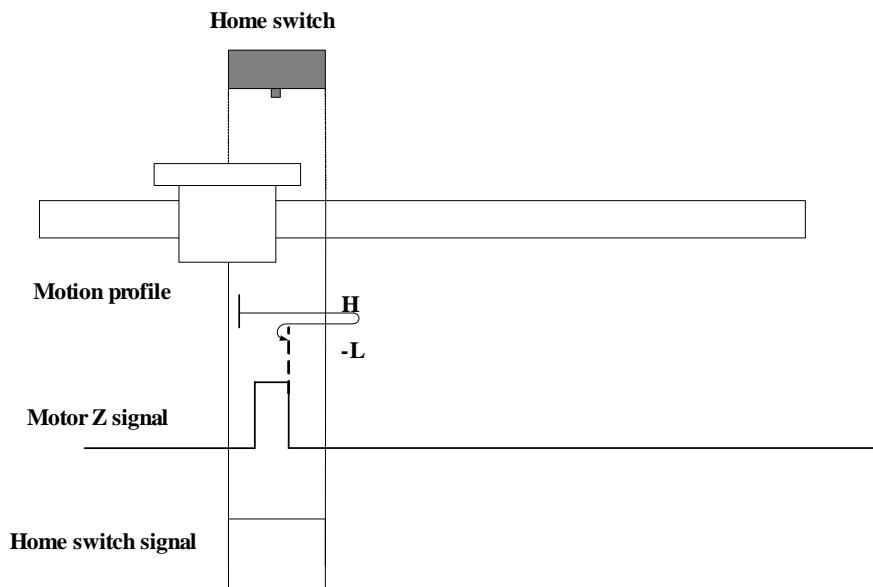 Home switch
Motion profile
H
-L
Motor Z signal
Home switch signal